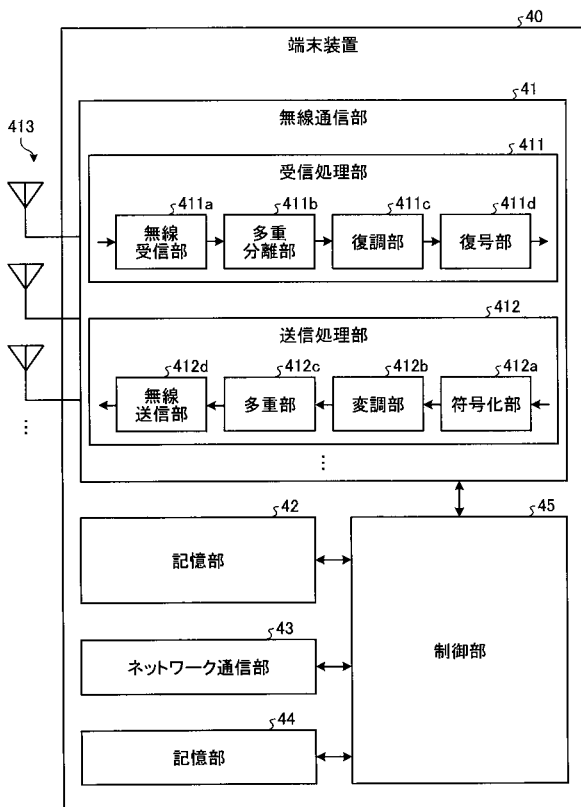 40
端末装置
41
413
無線通信部
411
受信処理部
411a
411b
411c
411d
無線
受信部
多重
分離部
復調部
復号部
412
送信処理部
412d
412c
412b
412a
無線
送信部
多重部
変調部
符号化部
⋮
⋮
42
45
記憶部
43
ネットワーク通信部
制御部
44
記憶部